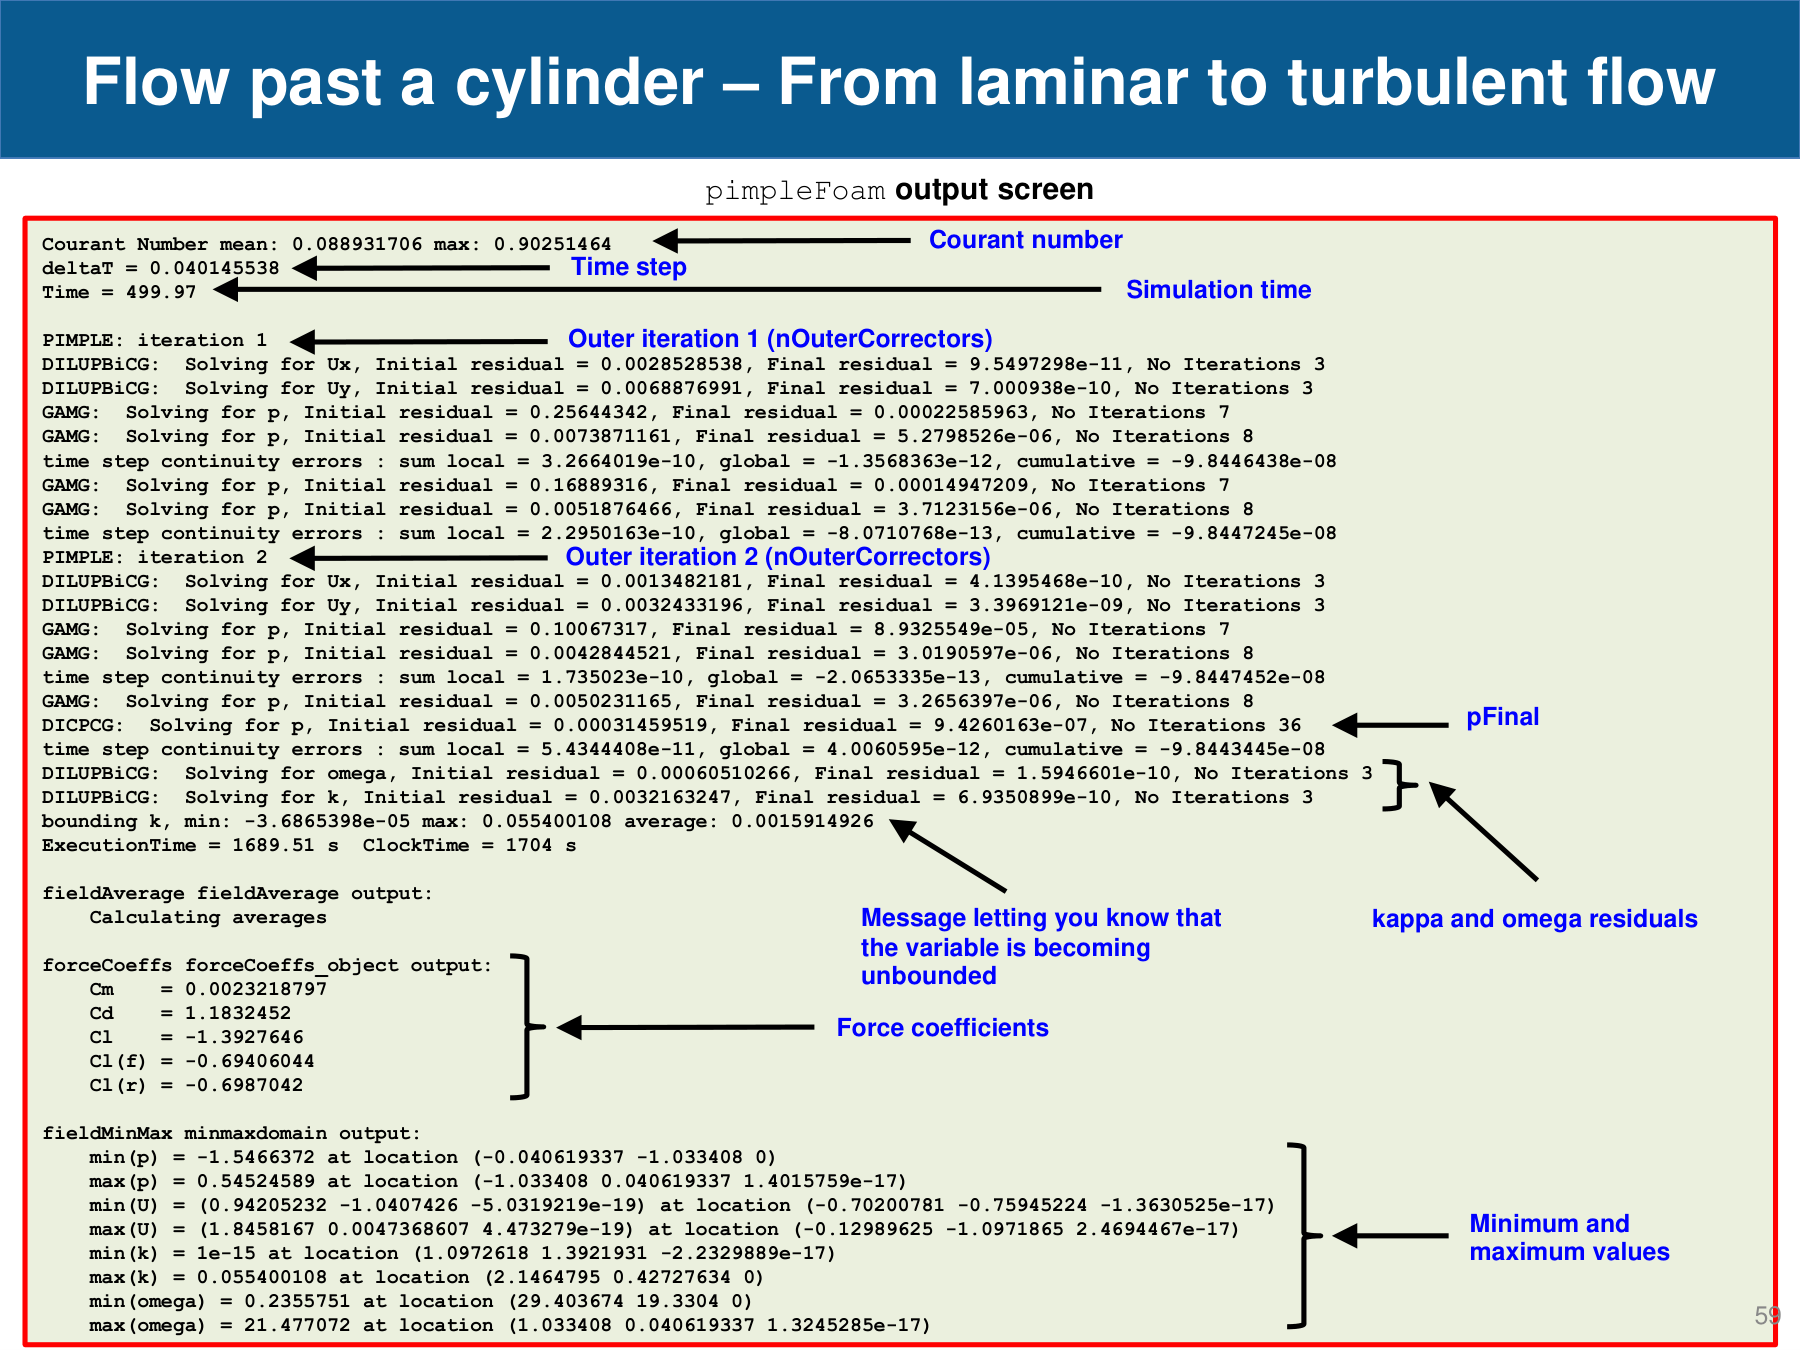 Flow past a cylinder – From laminar to turbulent flow
pimpleFoam output screen
Courant Number mean: 0.088931706 max: 0.90251464
Courant number
deltaT = 0.040145538
Time step
Time = 499.97
Simulation time
PIMPLE: iteration 1
Outer iteration 1 (nOuterCorrectors)
DILUPBiCG:  Solving for Ux, Initial residual = 0.0028528538, Final residual = 9.5497298e-11, No Iterations 3
DILUPBiCG:  Solving for Uy, Initial residual = 0.0068876991, Final residual = 7.000938e-10, No Iterations 3
GAMG:  Solving for p, Initial residual = 0.25644342, Final residual = 0.00022585963, No Iterations 7
GAMG:  Solving for p, Initial residual = 0.0073871161, Final residual = 5.2798526e-06, No Iterations 8
time step continuity errors : sum local = 3.2664019e-10, global = -1.3568363e-12, cumulative = -9.8446438e-08
GAMG:  Solving for p, Initial residual = 0.16889316, Final residual = 0.00014947209, No Iterations 7
GAMG:  Solving for p, Initial residual = 0.0051876466, Final residual = 3.7123156e-06, No Iterations 8
time step continuity errors : sum local = 2.2950163e-10, global = -8.0710768e-13, cumulative = -9.8447245e-08
PIMPLE: iteration 2
Outer iteration 2 (nOuterCorrectors)
DILUPBiCG:  Solving for Ux, Initial residual = 0.0013482181, Final residual = 4.1395468e-10, No Iterations 3
DILUPBiCG:  Solving for Uy, Initial residual = 0.0032433196, Final residual = 3.3969121e-09, No Iterations 3
GAMG:  Solving for p, Initial residual = 0.10067317, Final residual = 8.9325549e-05, No Iterations 7
GAMG:  Solving for p, Initial residual = 0.0042844521, Final residual = 3.0190597e-06, No Iterations 8
time step continuity errors : sum local = 1.735023e-10, global = -2.0653335e-13, cumulative = -9.8447452e-08
GAMG:  Solving for p, Initial residual = 0.0050231165, Final residual = 3.2656397e-06, No Iterations 8
DICPCG:  Solving for p, Initial residual = 0.00031459519, Final residual = 9.4260163e-07, No Iterations 36
pFinal
time step continuity errors : sum local = 5.4344408e-11, global = 4.0060595e-12, cumulative = -9.8443445e-08
DILUPBiCG:  Solving for omega, Initial residual = 0.00060510266, Final residual = 1.5946601e-10, No Iterations 3
DILUPBiCG:  Solving for k, Initial residual = 0.0032163247, Final residual = 6.9350899e-10, No Iterations 3
bounding k, min: -3.6865398e-05 max: 0.055400108 average: 0.0015914926
ExecutionTime = 1689.51 s  ClockTime = 1704 s
fieldAverage fieldAverage output:
Calculating averages
Message letting you know that
the variable is becoming
unbounded
kappa and omega residuals
forceCoeffs forceCoeffs_object output:
Cm    = 0.0023218797
Cd    = 1.1832452
Cl    = -1.3927646
Cl(f) = -0.69406044
Cl(r) = -0.6987042
Force coefficients
fieldMinMax minmaxdomain output:
min(p) = -1.5466372 at location (-0.040619337 -1.033408 0)
max(p) = 0.54524589 at location (-1.033408 0.040619337 1.4015759e-17)
min(U) = (0.94205232 -1.0407426 -5.0319219e-19) at location (-0.70200781 -0.75945224 -1.3630525e-17)
max(U) = (1.8458167 0.0047368607 4.473279e-19) at location (-0.12989625 -1.0971865 2.4694467e-17)
min(k) = 1e-15 at location (1.0972618 1.3921931 -2.2329889e-17)
max(k) = 0.055400108 at location (2.1464795 0.42727634 0)
min(omega) = 0.2355751 at location (29.403674 19.3304 0)
max(omega) = 21.477072 at location (1.033408 0.040619337 1.3245285e-17)
Minimum and
maximum values
59